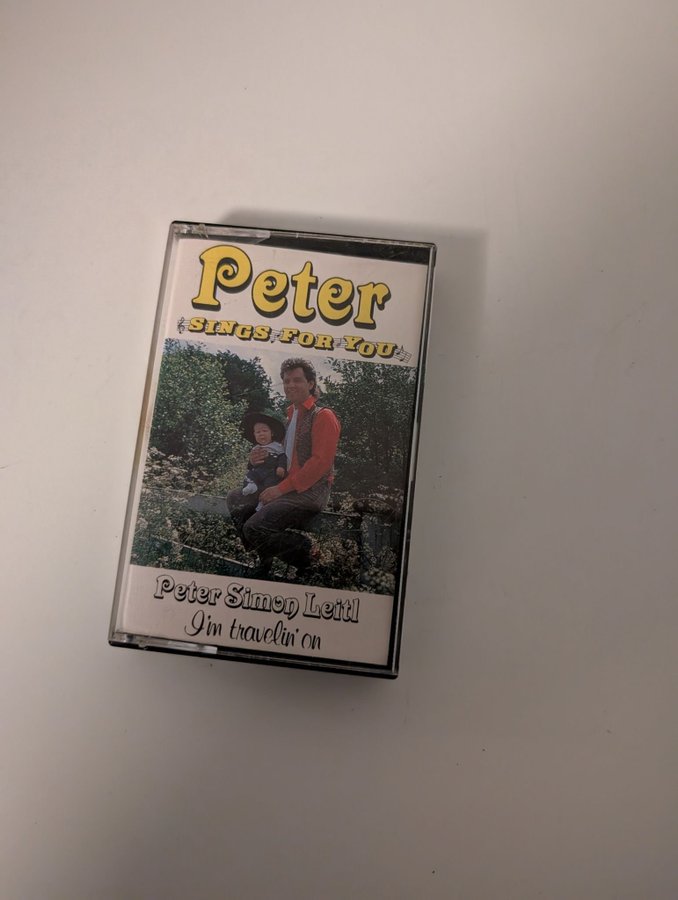 Peter
SINGS FOR YOU
Peter Simon Leitl
I'm travelin' on